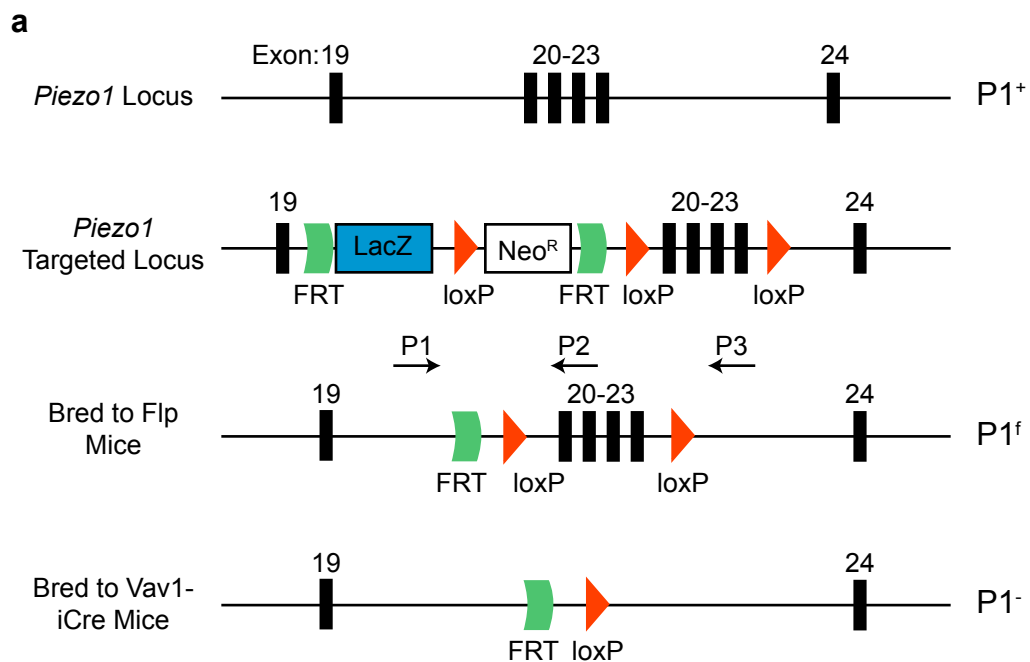 a
Exon:19 20-23 24
Piezo1 Locus P1⁺
19 20-23 24
Piezo1
Targeted Locus
LacZ Neoᴿ
FRT loxP FRT loxP loxP
P1 P2 P3
19 20-23 24
Bred to Flp
Mice
P1ᶠ
FRT loxP loxP
19 24
Bred to Vav1-
iCre Mice
P1⁻
FRT loxP